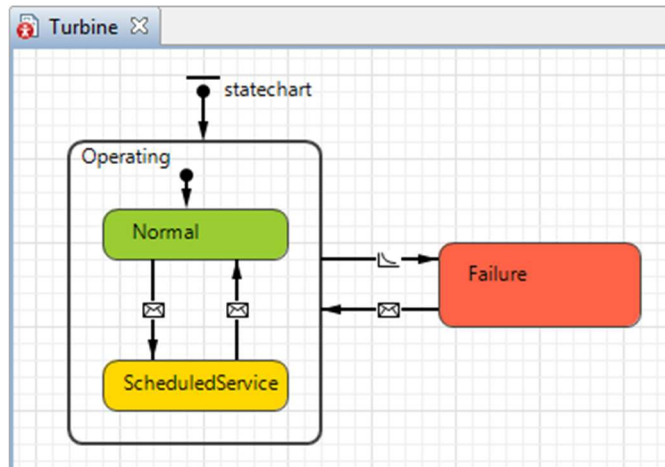 Turbine
statechart
Operating
Normal
Failure
ScheduledService